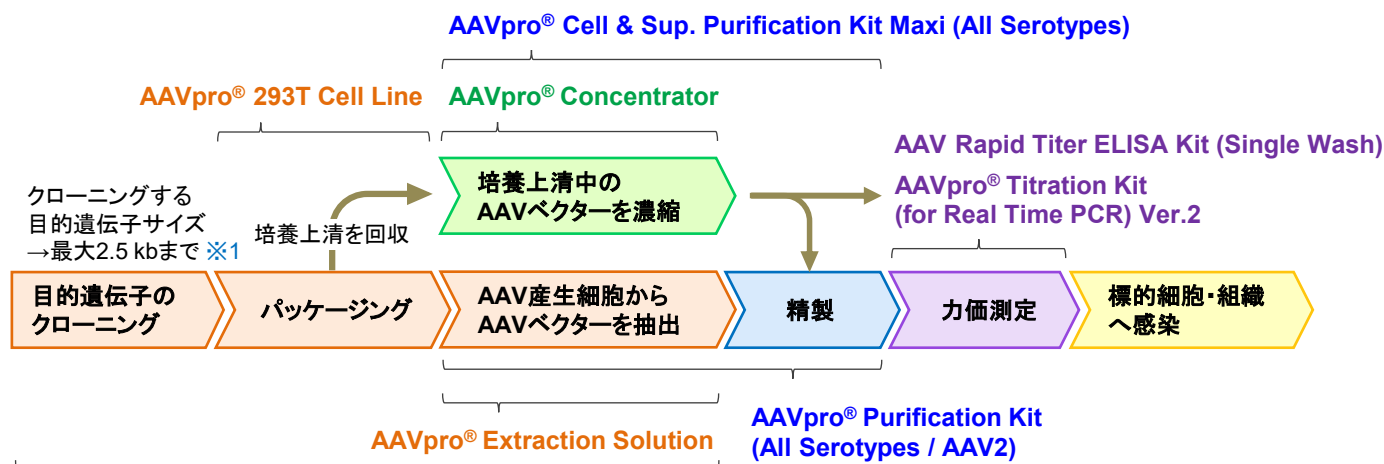 AAVpro® Cell & Sup. Purification Kit Maxi (All Serotypes)
AAVpro® 293T Cell Line
AAVpro® Concentrator
AAV Rapid Titer ELISA Kit (Single Wash)
AAVpro® Titration Kit
(for Real Time PCR) Ver.2
クローニングする
目的遺伝子サイズ
→最大2.5 kbまで ※1
培養上清を回収
培養上清中の
AAVベクターを濃縮
目的遺伝子の
クローニング
パッケージング
AAV産生細胞から
AAVベクターを抽出
精製
力価測定
標的細胞・組織
へ感染
AAVpro® Extraction Solution
AAVpro® Purification Kit
(All Serotypes / AAV2)